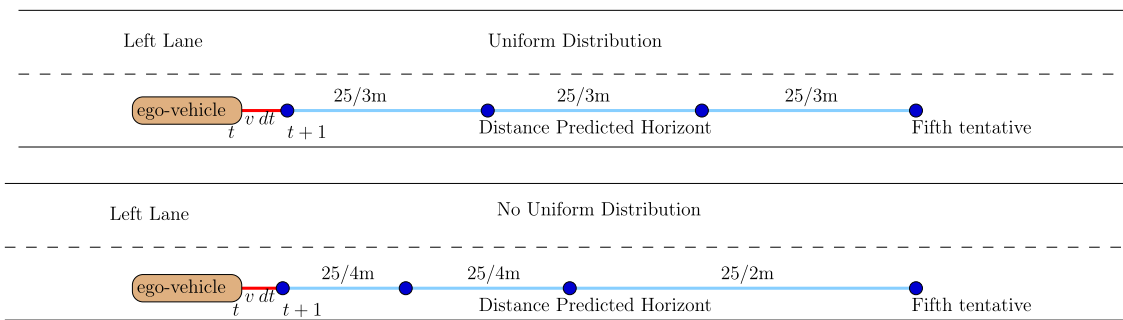 Left Lane
Uniform Distribution
25/3m
25/3m
25/3m
ego-vehicle
v dt
t
t + 1
Distance Predicted Horizont
Fifth tentative
Left Lane
No Uniform Distribution
25/4m
25/4m
25/2m
ego-vehicle
v dt
t
t + 1
Distance Predicted Horizont
Fifth tentative